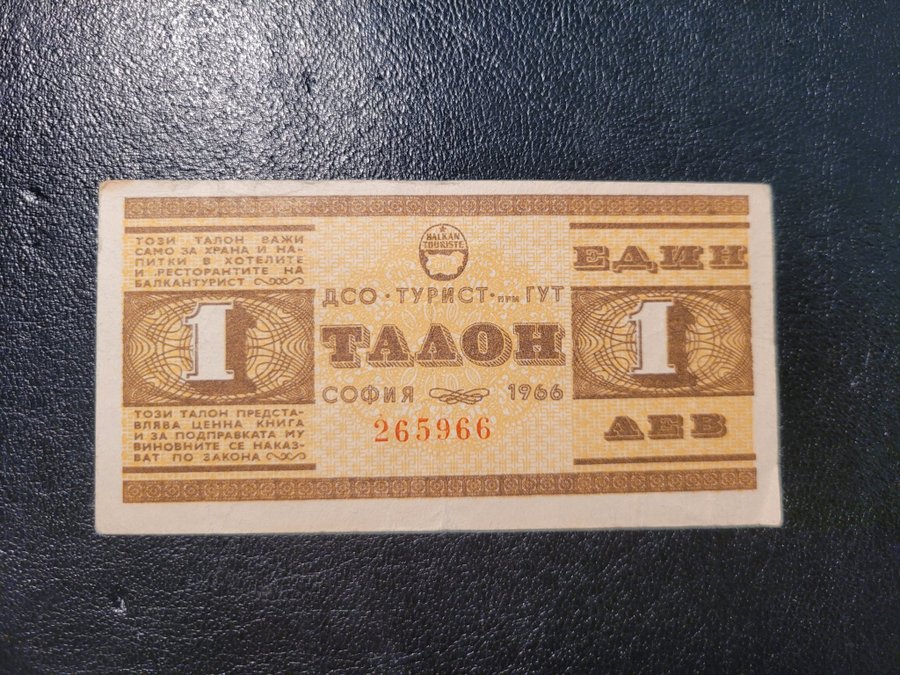 ТОЗИ ТАЛОН ВАЖИ
САМО ЗА ХРАНА И НА-
ПИТКИ В ХОТЕЛИТЕ
И РЕСТОРАНТИТЕ НА
БАЛКАНТУРИСТ
1
ТОЗИ ТАЛОН ПРЕДСТА-
ВЛЯВА ЦЕННА КНИГА
И ЗА ПОДПРАВКАТА МУ
ВИНОВНИТЕ СЕ НАКАЗ-
ВАТ ПО ЗАКОНА
BALKAN
TOURISTE
ДСО · ТУРИСТ · при ГУТ
ТАЛОН
СОФИЯ 1966
265966
ЕДИН
1
ЛЕВ